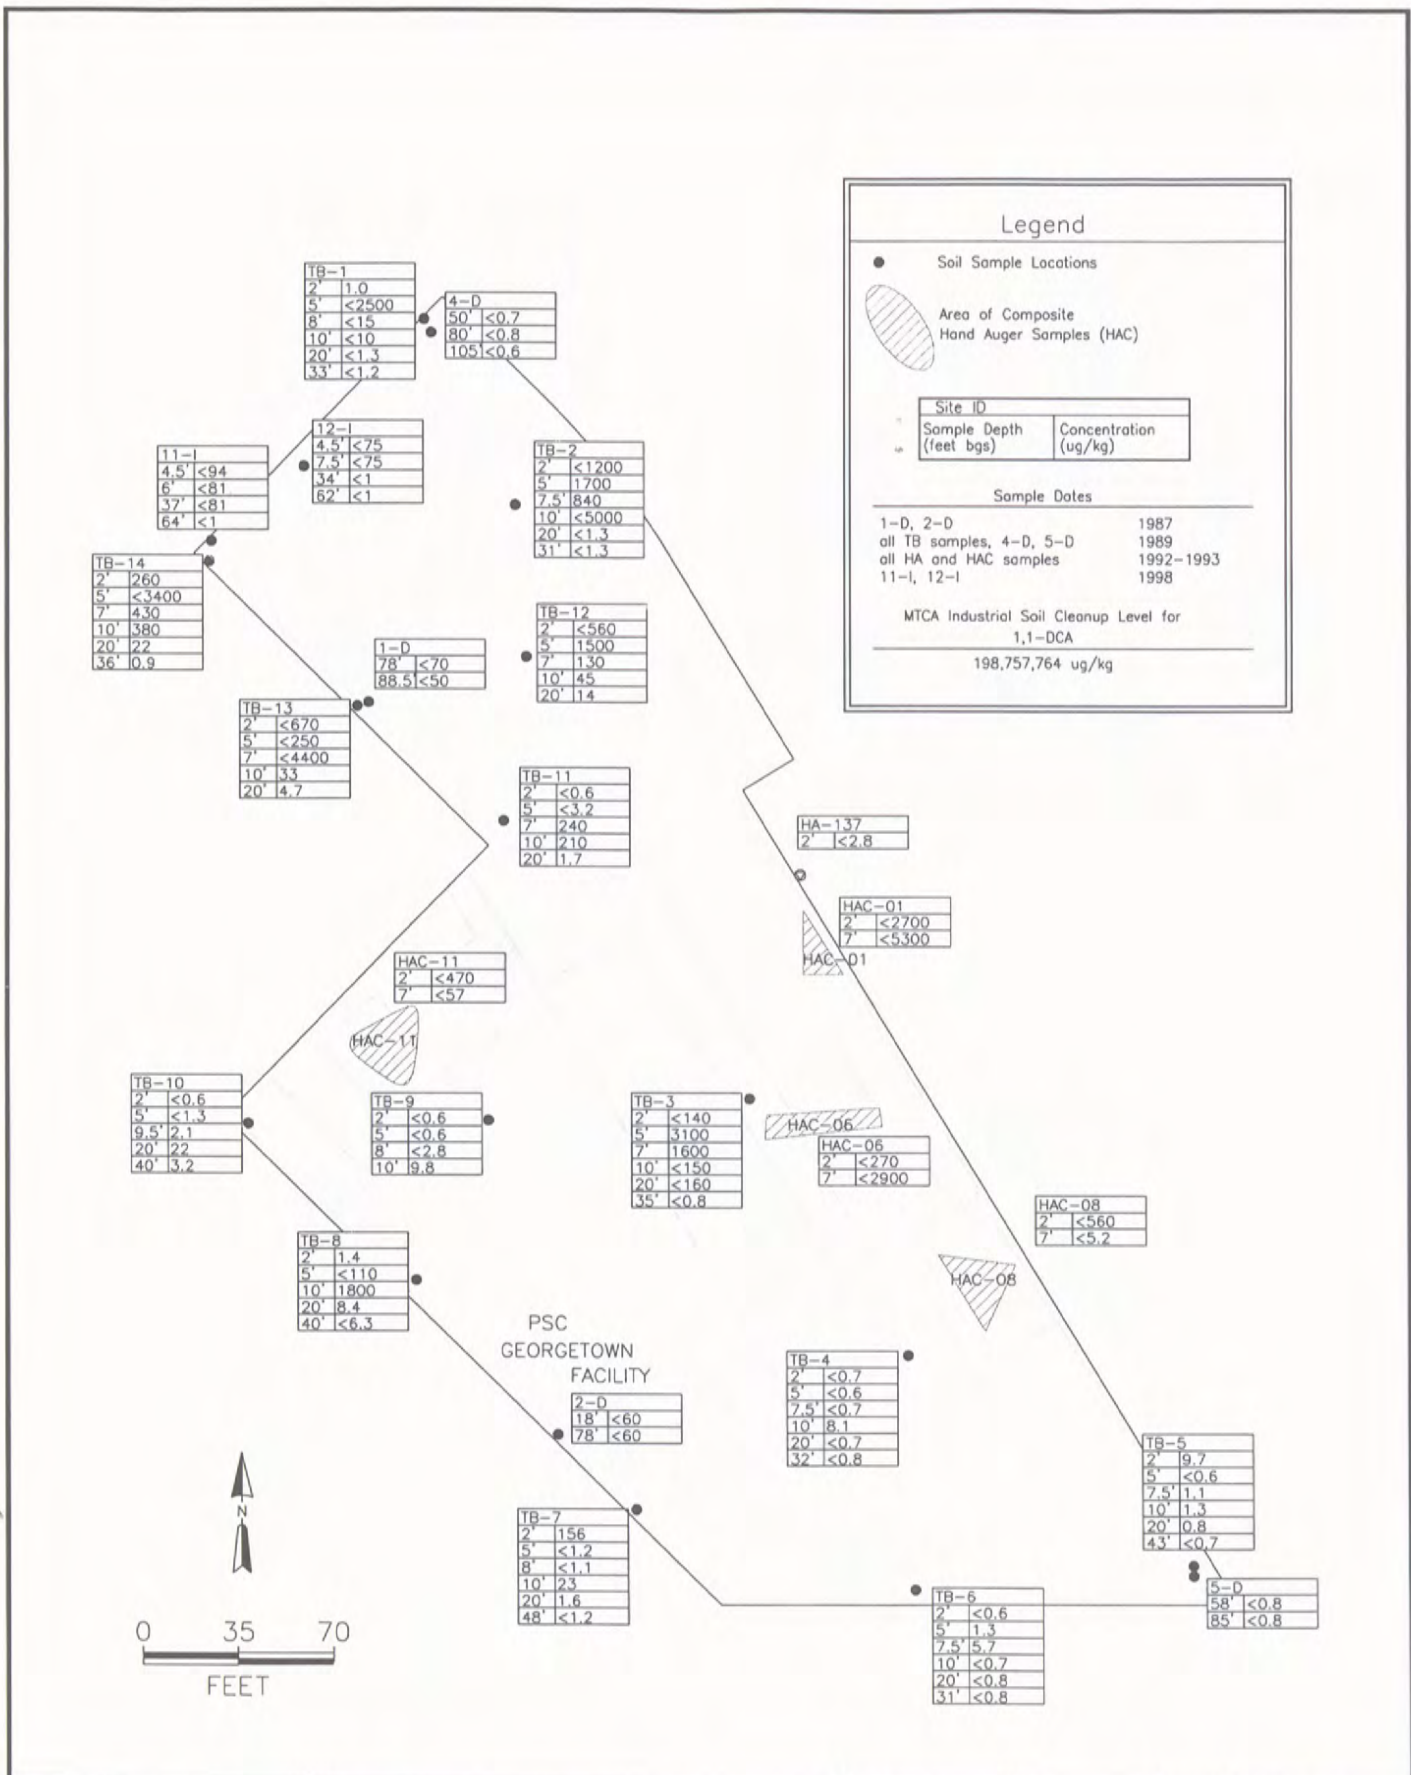 Legend
Soil Sample Locations
Area of Composite
Hand Auger Samples (HAC)
Site ID
Sample Depth
(feet bgs)
Concentration
(ug/kg)
Sample Dates
1-D, 2-D 1987
all TB samples, 4-D, 5-D 1989
all HA and HAC samples 1992-1993
11-I, 12-I 1998
MTCA Industrial Soil Cleanup Level for
1,1-DCA
198,757,764 ug/kg
TB-1
2' 1.0
5' <2500
8' <15
10' <10
20' <1.3
33' <1.2
4-D
50' <0.7
80' <0.8
105' <0.6
12-I
4.5' <75
7.5' <75
34' <1
62' <1
11-I
4.5' <94
6' <81
37' <81
64' <1
TB-2
2' <1200
5' 1700
7.5' 840
10' <5000
20' <1.3
31' <1.3
TB-14
2' 260
5' <3400
7' 430
10' 380
20' 22
36' 0.9
TB-12
2' <560
5' 1500
7' 130
10' 45
20' 14
1-D
78' <70
88.5' <50
TB-13
2' <670
5' <250
7' <4400
10' 33
20' 4.7
TB-11
2' <0.6
5' <3.2
7' 240
10' 210
20' 1.7
HA-137
2' <2.8
HAC-01
2' <2700
7' <5300
HAC-01
HAC-11
2' <470
7' <57
HAC-11
TB-10
2' <0.6
5' <1.3
9.5' 2.1
20' 22
40' 3.2
TB-9
2' <0.6
5' <0.6
8' <2.8
10' 9.8
TB-3
2' <140
5' 3100
7' 1600
10' <150
20' <160
35' <0.8
HAC-06
HAC-06
2' <270
7' <2900
HAC-08
2' <560
7' <5.2
HAC-08
TB-8
2' 1.4
5' <110
10' 1800
20' 8.4
40' <6.3
PSC
GEORGETOWN
FACILITY
2-D
18' <60
78' <60
TB-4
2' <0.7
5' <0.6
7.5' <0.7
10' 8.1
20' <0.7
32' <0.8
TB-5
2' 9.7
5' <0.6
7.5' 1.1
10' 1.3
20' 0.8
43' <0.7
TB-7
2' 156
5' <1.2
8' <1.1
10' 23
20' 1.6
48' <1.2
5-D
58' <0.8
85' <0.8
TB-6
2' <0.6
5' 1.3
7.5' 5.7
10' <0.7
20' <0.8
31' <0.8
N
0 35 70
FEET